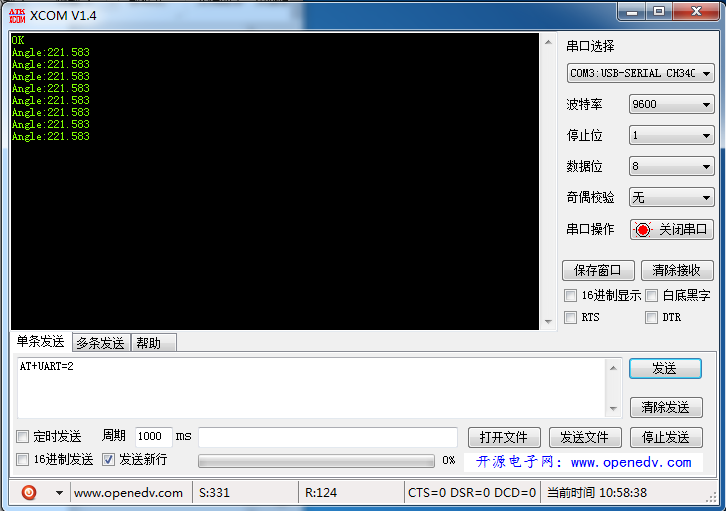 ATK
XCOM
XCOM V1.4
OK
Angle:221.583
Angle:221.583
Angle:221.583
Angle:221.583
Angle:221.583
Angle:221.583
Angle:221.583
Angle:221.583
串口选择
COM3:USB-SERIAL CH340
波特率
9600
停止位
1
数据位
8
奇偶校验
无
串口操作
关闭串口
保存窗口
清除接收
16进制显示
白底黑字
RTS
DTR
单条发送
多条发送
帮助
AT+UART=2
发送
清除发送
定时发送
周期
1000
ms
打开文件
发送文件
停止发送
16进制发送
发送新行
0%
开源电子网：www.openedv.com
www.openedv.com
S:331
R:124
CTS=0 DSR=0 DCD=0
当前时间 10:58:38